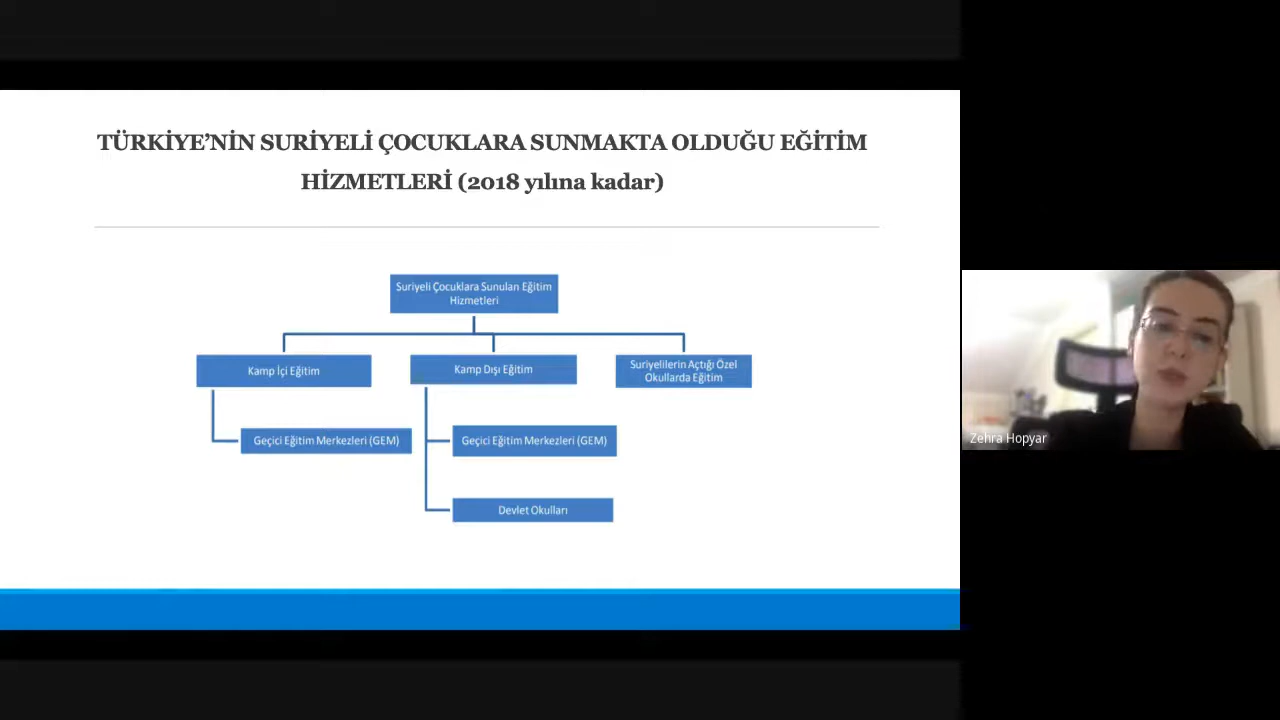 TÜRKİYE’NİN SURİYELİ ÇOCUKLARA SUNMAKTA OLDUĞU EĞİTİM
HİZMETLERİ (2018 yılına kadar)
Suriyeli Çocuklara Sunulan Eğitim
Hizmetleri
Kamp İçi Eğitim
Kamp Dışı Eğitim
Suriyelilerin Açtığı Özel
Okullarda Eğitim
Geçici Eğitim Merkezleri (GEM)
Geçici Eğitim Merkezleri (GEM)
Devlet Okulları
Zehra Hopyar